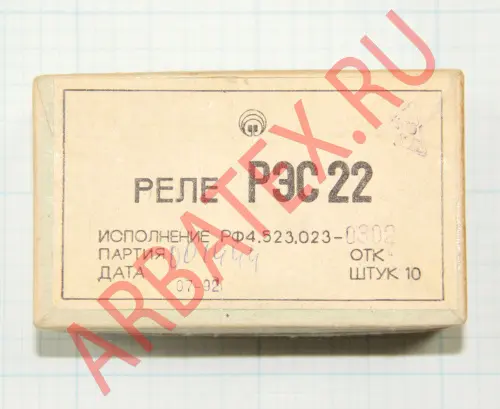 РЕЛЕ РЭС22
ИСПОЛНЕНИЕ РФ4.523.023-0302
ПАРТИЯ
ОТК
ДАТА 07-92
ШТУК 10
ARBATEX.RU